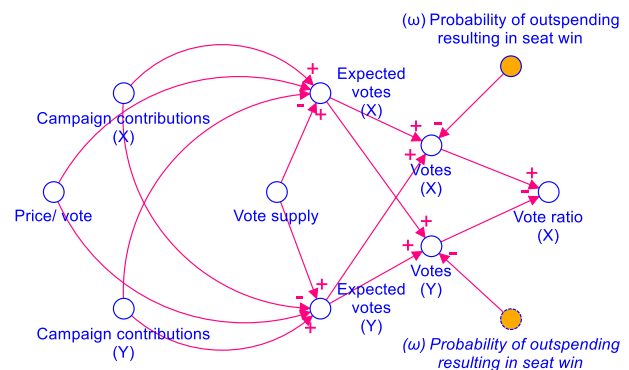 (ω) Probability of outspending
resulting in seat win
+
Expected
votes
(X)
-
+
Campaign contributions
(X)
+
-
+
Votes
(X)
+
-
Price/ vote
Vote supply
Vote ratio
(X)
+
+
-
Votes
(Y)
-
+
Expected
votes
(Y)
+
Campaign contributions
(Y)
(ω) Probability of outspending
resulting in seat win